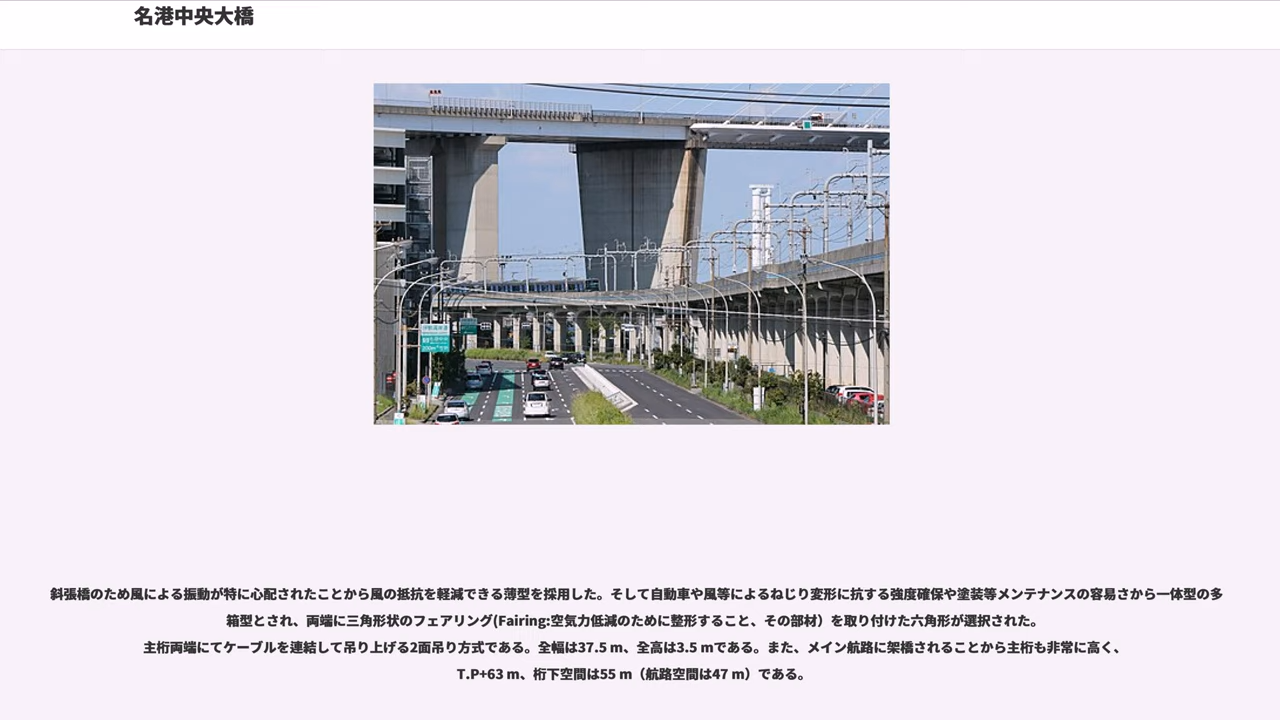 名港中央大橋
斜張橋のため風による振動が特に心配されたことから風の抵抗を軽減できる薄型を採用した。そして自動車や風等によるねじり変形に抗する強度確保や塗装等メンテナンスの容易さから一体型の多
箱型とされ、両端に三角形状のフェアリング(Fairing:空気力低減のために整形すること、その部材）を取り付けた六角形が選択された。
主桁両端にてケーブルを連結して吊り上げる2面吊り方式である。全幅は37.5 m、全高は3.5 mである。また、メイン航路に架橋されることから主桁も非常に高く、
T.P+63 m、桁下空間は55 m（航路空間は47 m）である。